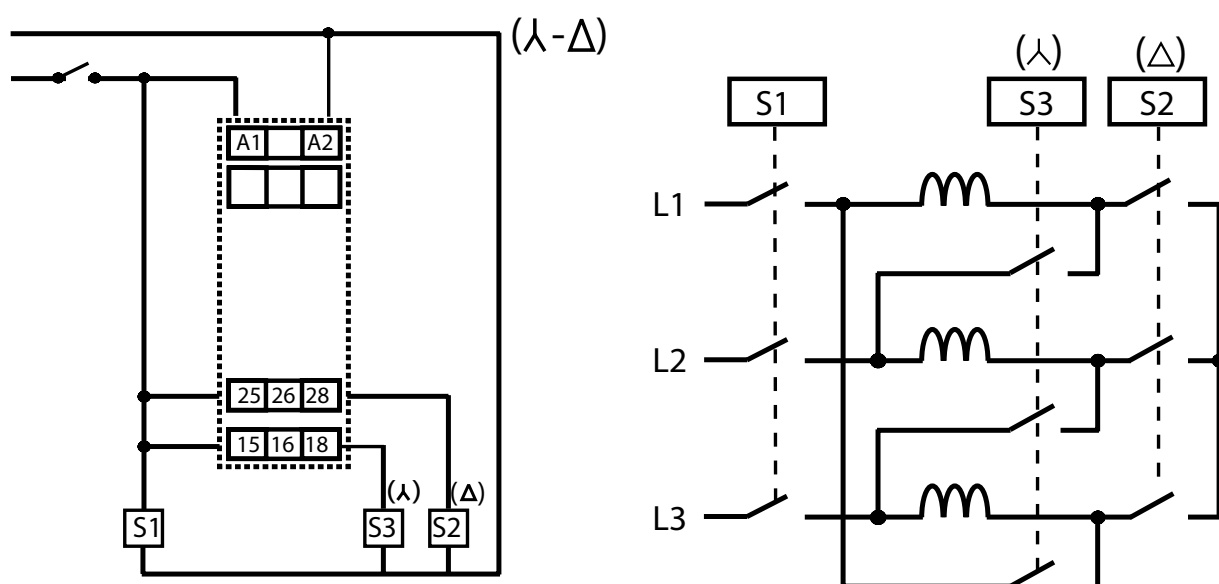 (⅄-Δ)
A1 A2
25 26 28
15 16 18
(⅄) (Δ)
S1 S3 S2
(⅄) (△)
S1 S3 S2
L1
L2
L3